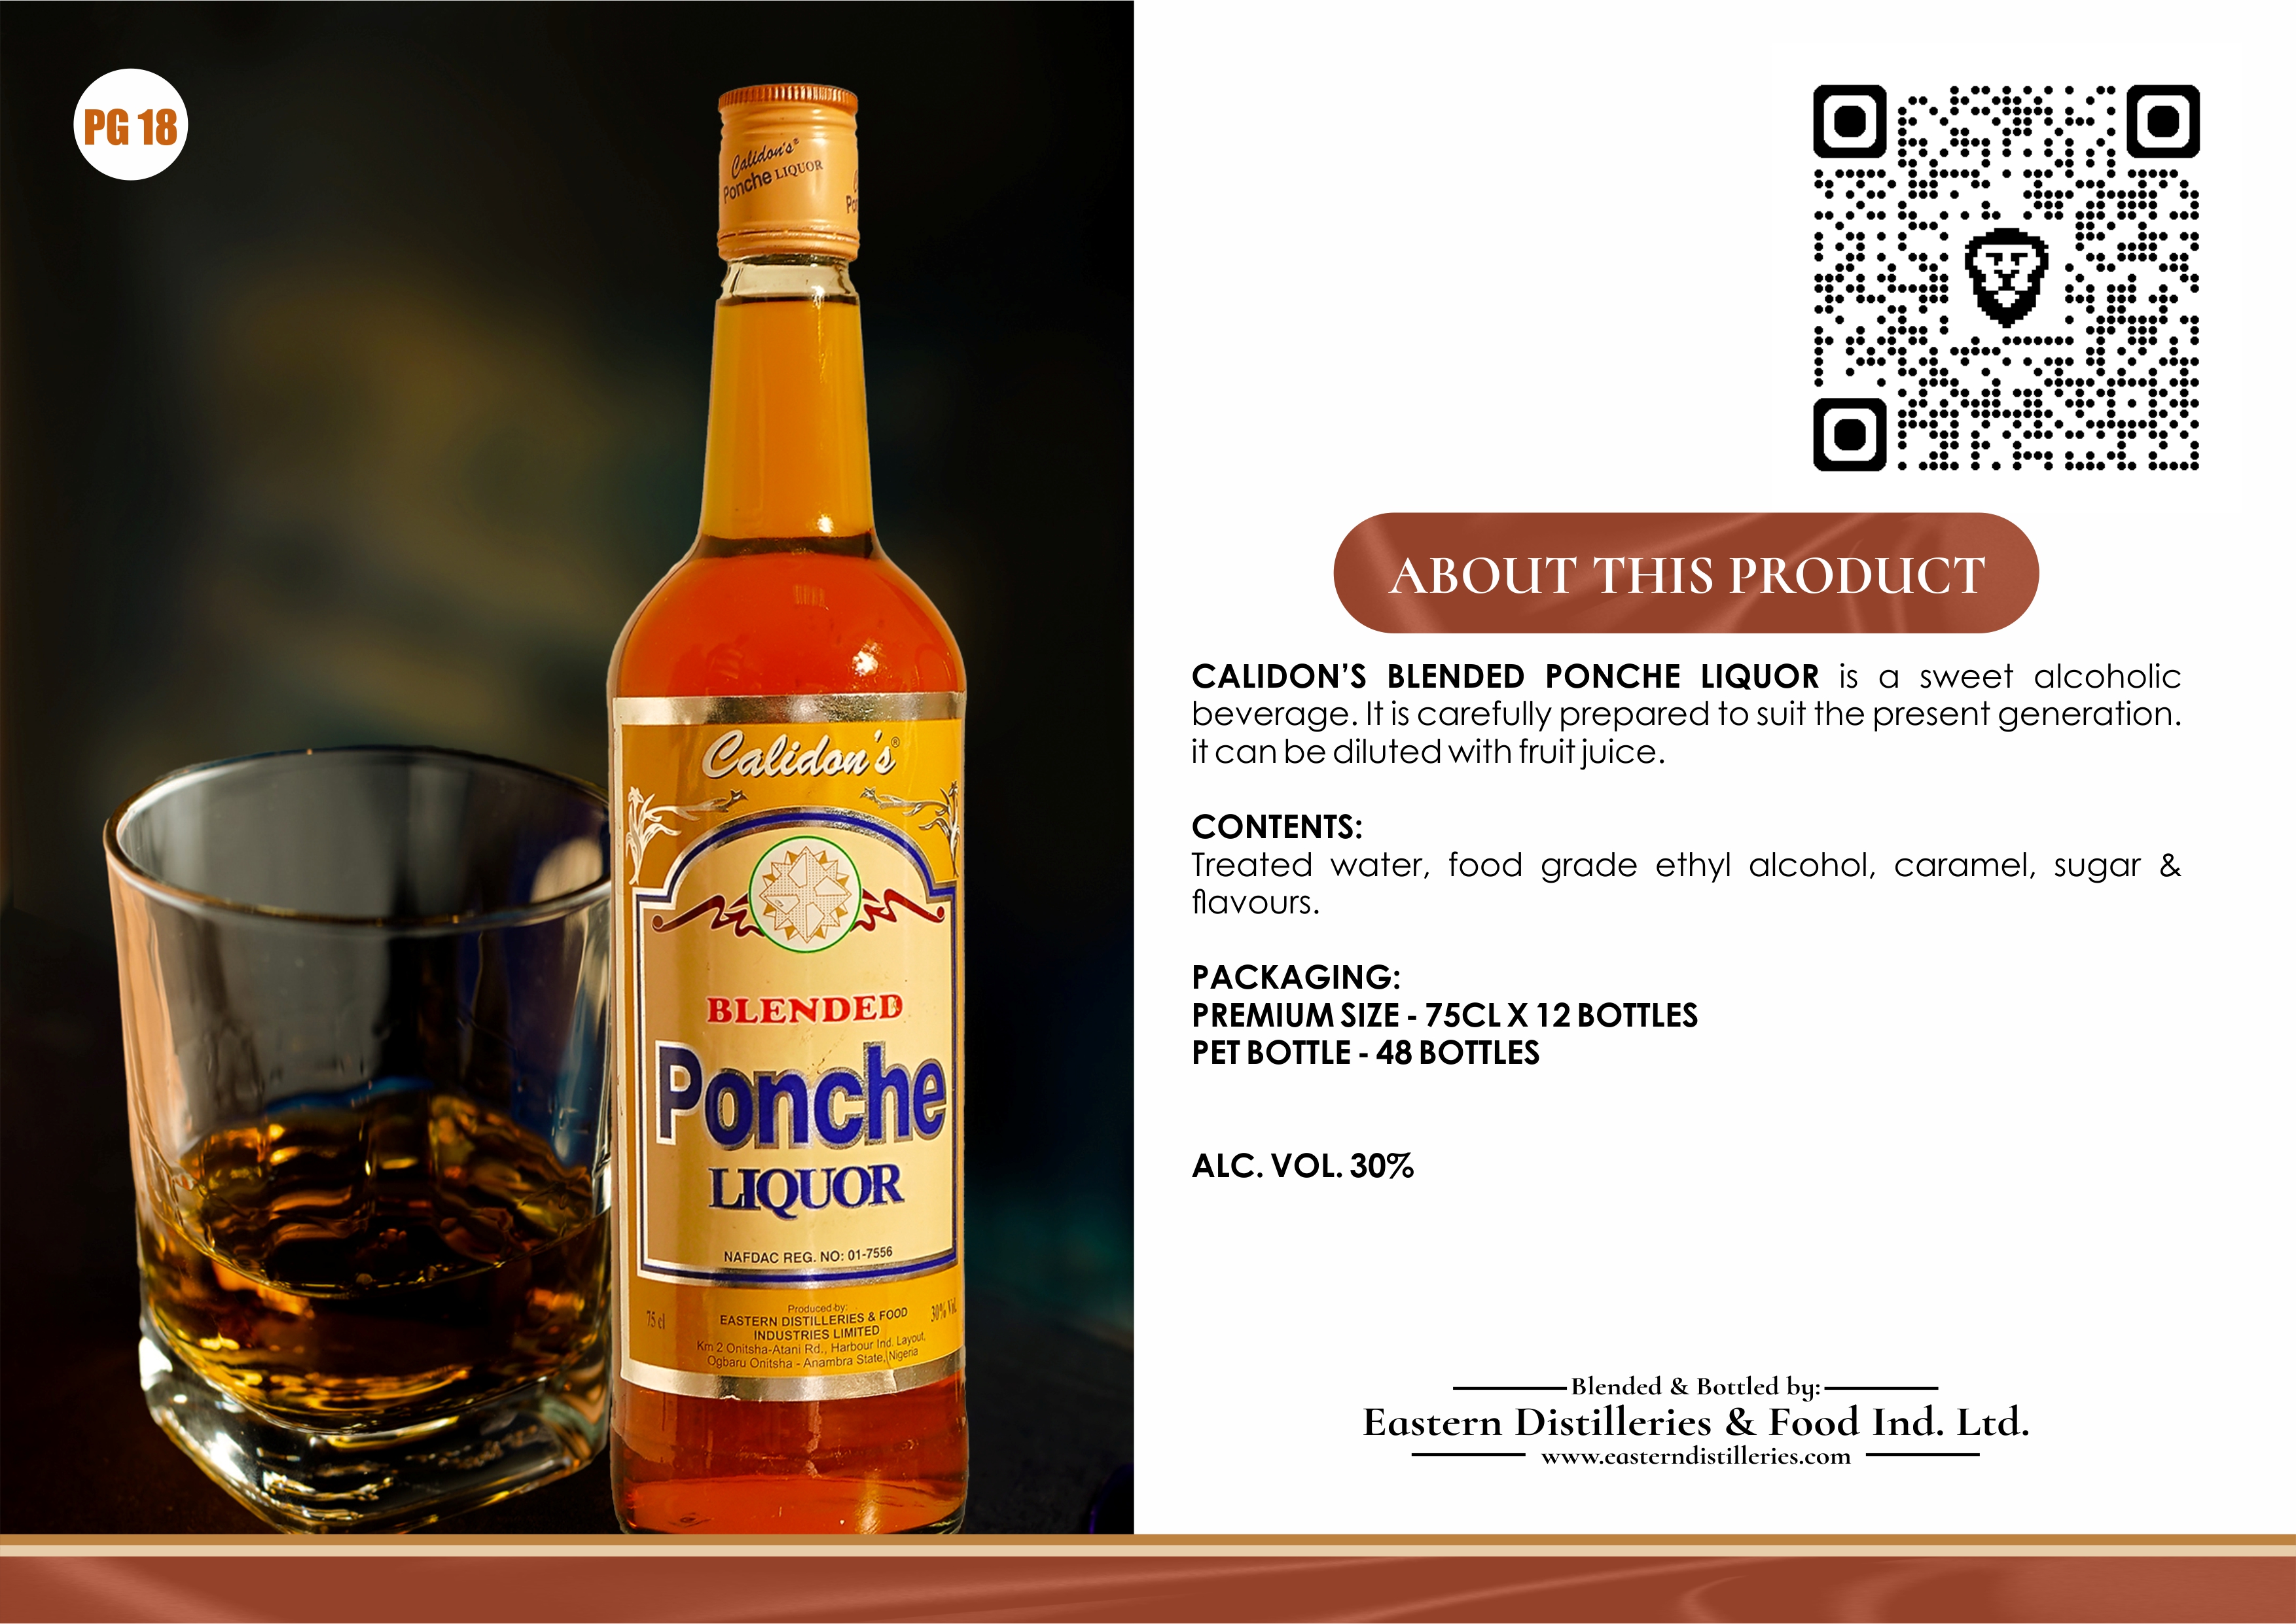 PG 18
Calidon's®
Ponche LIQUOR
Calidon's®
BLENDED
Ponche
LIQUOR
NAFDAC REG. NO: 01-7556
75 cl
30% Vol.
Produced by:
EASTERN DISTILLERIES & FOOD
INDUSTRIES LIMITED
Km 2 Onitsha-Atani Rd., Harbour Ind. Layout,
Ogbaru Onitsha - Anambra State, Nigeria
ABOUT THIS PRODUCT
CALIDON’S BLENDED PONCHE LIQUOR is a sweet alcoholic
beverage. It is carefully prepared to suit the present generation.
it can be diluted with fruit juice.
CONTENTS:
Treated water, food grade ethyl alcohol, caramel, sugar &
flavours.
PACKAGING:
PREMIUM SIZE - 75CL X 12 BOTTLES
PET BOTTLE - 48 BOTTLES
ALC. VOL. 30%
Blended & Bottled by:
Eastern Distilleries & Food Ind. Ltd.
www.easterndistilleries.com